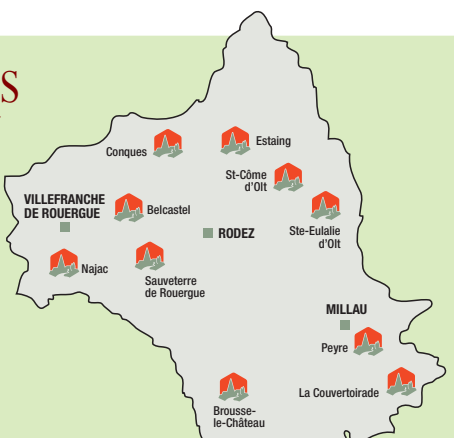 S
Conques
Estaing
St-Côme
d'Olt
VILLEFRANCHE
DE ROUERGUE
Belcastel
RODEZ
Ste-Eulalie
d'Olt
Najac
Sauveterre
de Rouergue
MILLAU
Peyre
La Couvertoirade
Brousse-
le-Château